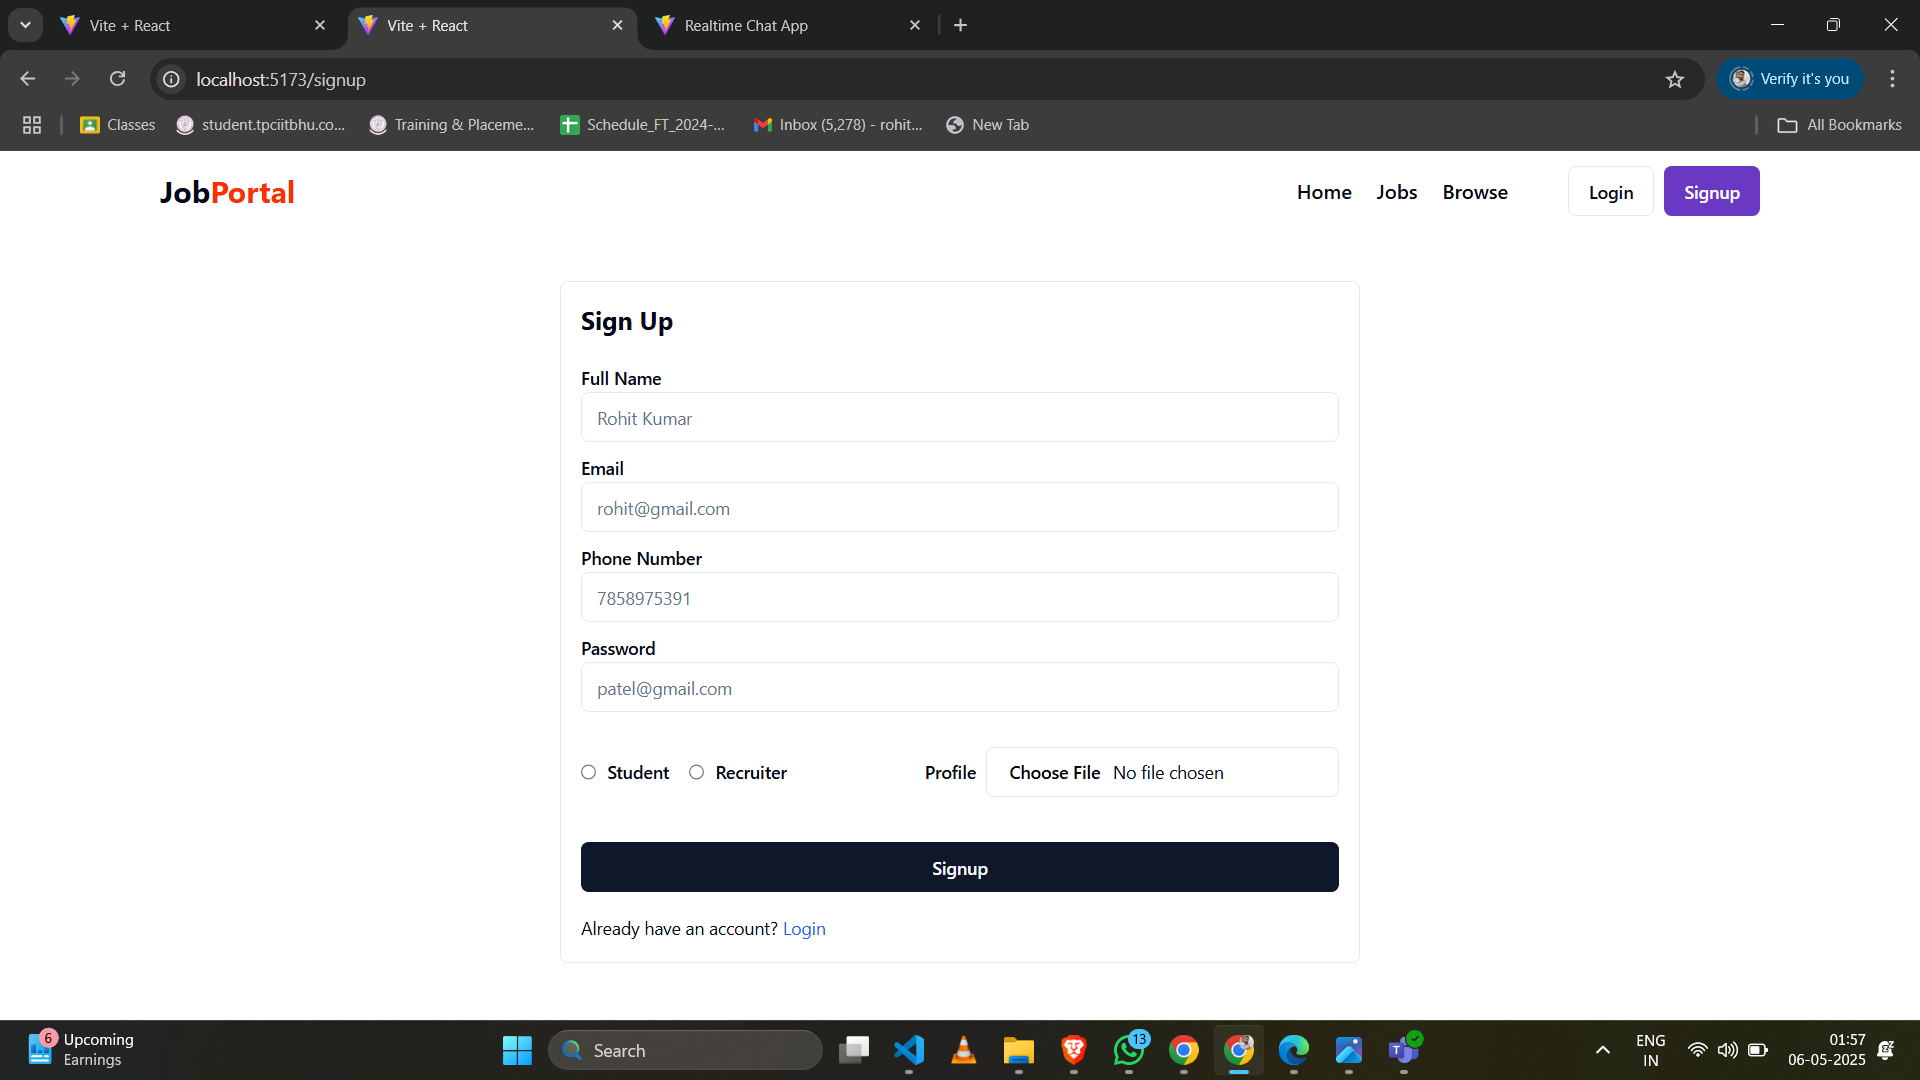 Vite + React
Vite + React
Realtime Chat App
localhost:5173/signup
Verify it's you
Classes
student.tpciitbhu.co...
Training & Placeme...
Schedule_FT_2024-...
Inbox (5,278) - rohit...
New Tab
All Bookmarks
JobPortal
Home
Jobs
Browse
Login
Signup
Sign Up
Full Name
Rohit Kumar
Email
rohit@gmail.com
Phone Number
7858975391
Password
patel@gmail.com
Student
Recruiter
Profile
Choose File No file chosen
Signup
Already have an account? Login
6
Upcoming
Earnings
Search
13
ENG
IN
01:57
06-05-2025